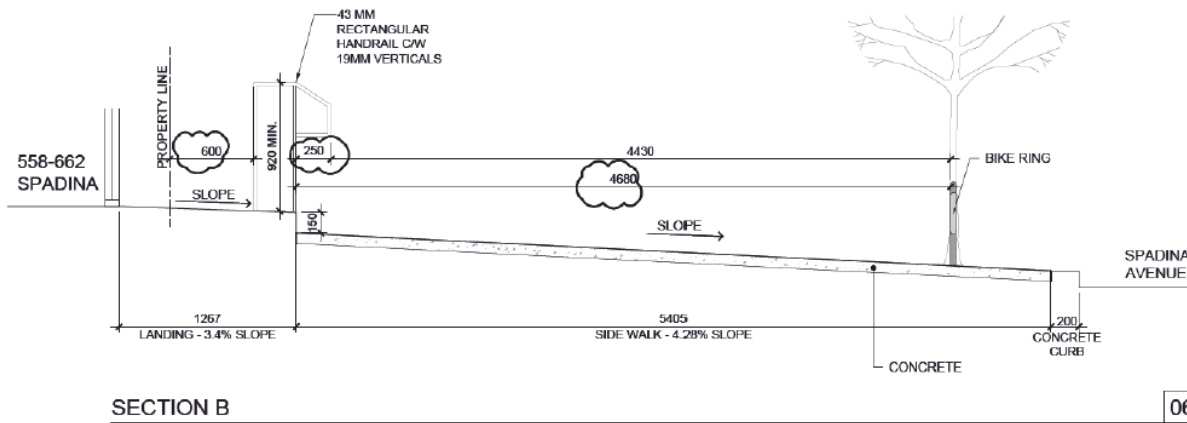 43 MM
RECTANGULAR
HANDRAIL C/W
19MM VERTICALS
PROPERTY LINE
920 MIN.
600
250
4430
558-662
SPADINA
BIKE RING
4680
SLOPE
150
SLOPE
SPADINA
AVENUE
1267
5405
200
LANDING - 3.4% SLOPE
SIDE WALK - 4.28% SLOPE
CONCRETE
CURB
CONCRETE
SECTION B
06